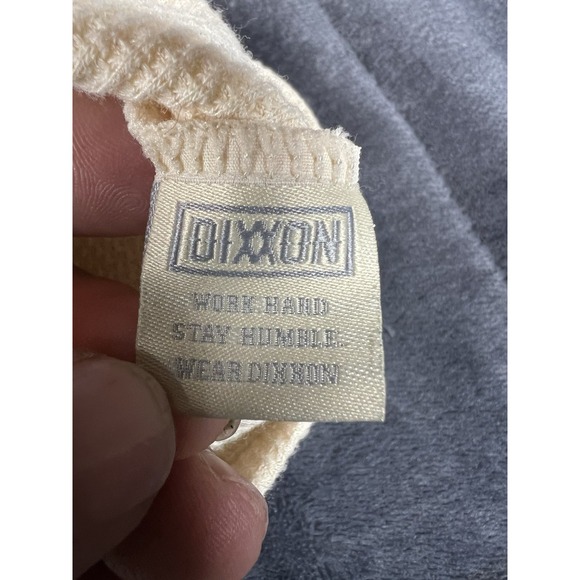 DIXXON
WORK HARD
STAY HUMBLE.
WEAR DIXXON